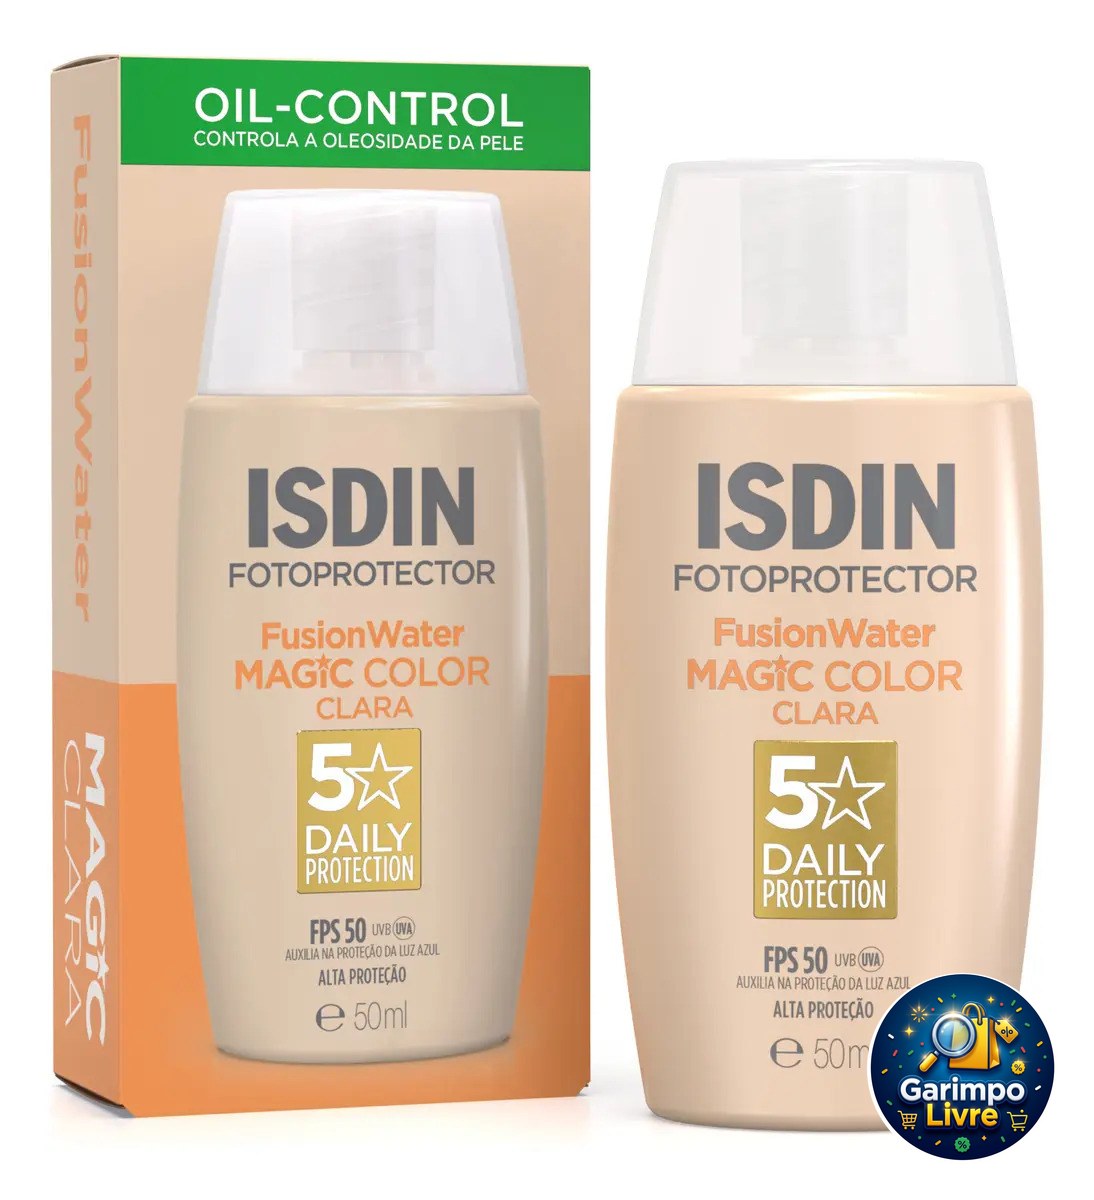 OIL-CONTROL
CONTROLA A OLEOSIDADE DA PELE
FusionWater
MAGIC
CLARA
ISDIN
FOTOPROTECTOR
FusionWater
MAGIC COLOR
CLARA
5☆
DAILY
PROTECTION
FPS 50 UVB UVA
AUXILIA NA PROTEÇÃO DA LUZ AZUL
ALTA PROTEÇÃO
℮ 50ml
ISDIN
FOTOPROTECTOR
FusionWater
MAGIC COLOR
CLARA
5☆
DAILY
PROTECTION
FPS 50 UVB UVA
AUXILIA NA PROTEÇÃO DA LUZ AZUL
ALTA PROTEÇÃO
℮ 50m
Garimpo
Livre